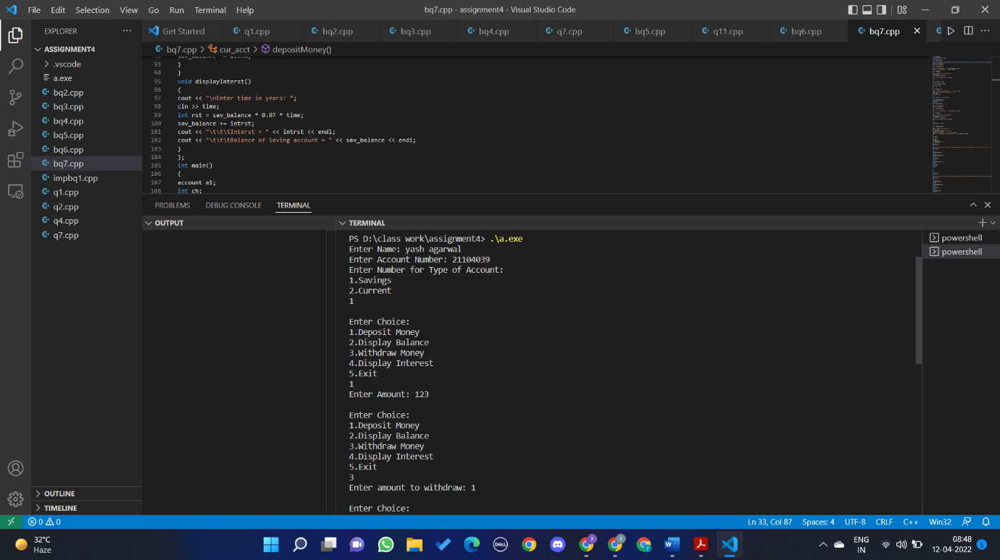 File Edit Selection View Go Run Terminal Help
bq7.cpp - assignment4 - Visual Studio Code
EXPLORER
ASSIGNMENT4
.vscode
a.exe
bq2.cpp
bq3.cpp
bq4.cpp
bq5.cpp
bq6.cpp
bq7.cpp
impbq1.cpp
q1.cpp
q2.cpp
q4.cpp
q7.cpp
OUTLINE
TIMELINE
Get Started q1.cpp bq2.cpp bq3.cpp bq4.cpp q7.cpp bq5.cpp q11.cpp bq6.cpp bq7.cpp
bq7.cpp > cur_acct > depositMoney()
93 }
94 }
95 void displayInterst()
96 {
97 cout << "\nEnter time in years: ";
98 cin >> time;
99 int rst = sav_balance * 0.07 * time;
100 sav_balance += intrst;
101 cout << "\t\t\tInterst = " << intrst << endl;
102 cout << "\t\t\tBalance of Saving account = " << sav_balance << endl;
103 }
104 };
105 int main()
106 {
107 account a1;
108 int ch;
PROBLEMS DEBUG CONSOLE TERMINAL
OUTPUT
TERMINAL
PS D:\class work\assignment4> .\a.exe
Enter Name: yash agarwal
Enter Account Number: 21104039
Enter Number for Type of Account:
1.Savings
2.Current
1
Enter Choice:
1.Deposit Money
2.Display Balance
3.Withdraw Money
4.Display Interest
5.Exit
1
Enter Amount: 123
Enter Choice:
1.Deposit Money
2.Display Balance
3.Withdraw Money
4.Display Interest
5.Exit
3
Enter amount to withdraw: 1
Enter Choice:
powershell
powershell
0 0
Ln 33, Col 87 Spaces: 4 UTF-8 CRLF C++ Win32
32°C
Haze
DELL
ENG
IN
08:48
12-04-2022
5